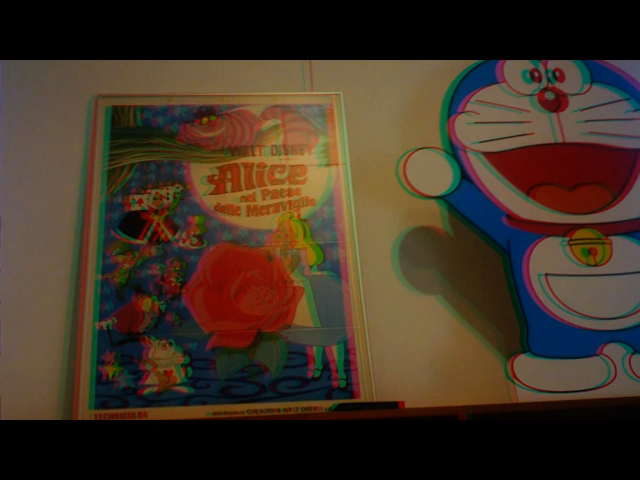 WALT DISNEY
Alice
nel Paese
delle Meraviglie
TECHNICOLOR